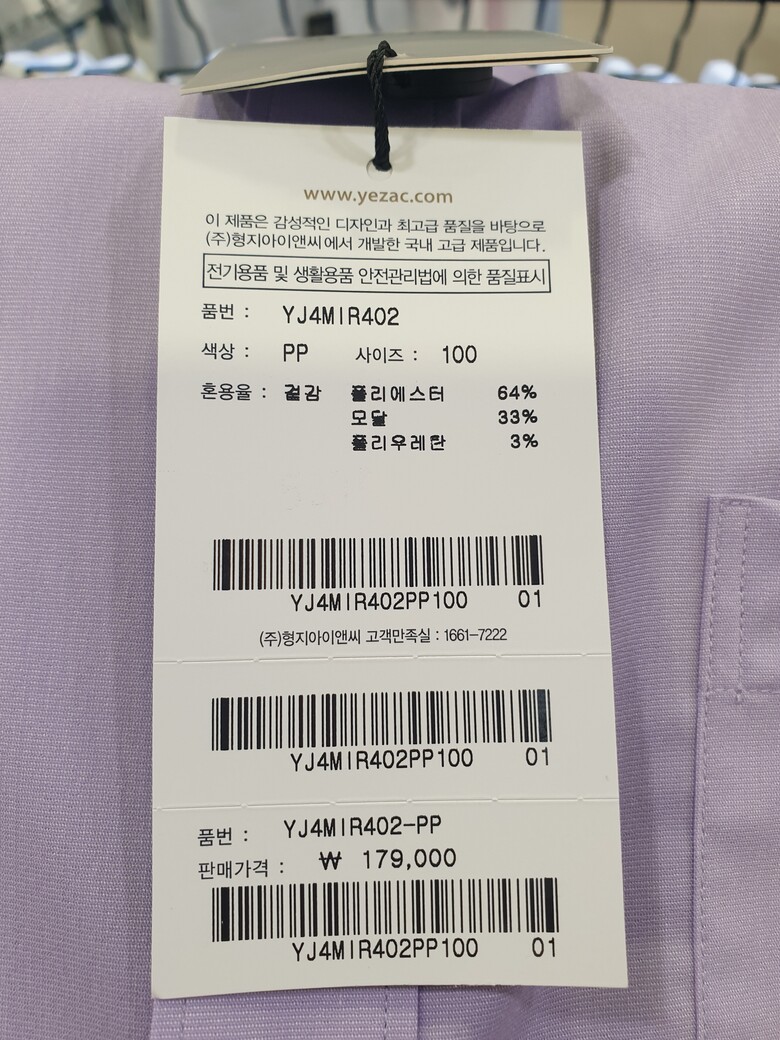 www.yezac.com
이 제품은 감성적인 디자인과 최고급 품질을 바탕으로
(주)형지아이앤씨에서 개발한 국내 고급 제품입니다.
전기용품 및 생활용품 안전관리법에 의한 품질표시
품번 : YJ4MIR402
색상 : PP 사이즈 : 100
혼용율 : 겉감 폴리에스터 64%
모달 33%
폴리우레탄 3%
YJ4MIR402PP100 01
(주)형지아이앤씨 고객만족실 : 1661-7222
YJ4MIR402PP100 01
품번 : YJ4MIR402-PP
판매가격 : ₩ 179,000
YJ4MIR402PP100 01